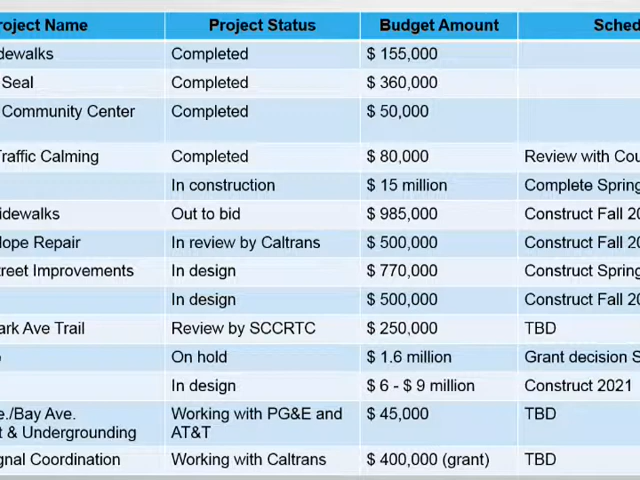 roject Name Project Status Budget Amount Sched
dewalks Completed $ 155,000
Seal Completed $ 360,000
Community Center Completed $ 50,000
raffic Calming Completed $ 80,000 Review with Cou
In construction $ 15 million Complete Spring
idewalks Out to bid $ 985,000 Construct Fall 20
lope Repair In review by Caltrans $ 500,000 Construct Fall 20
treet Improvements In design $ 770,000 Construct Spring
In design $ 500,000 Construct Fall 20
ark Ave Trail Review by SCCRTC $ 250,000 TBD
On hold $ 1.6 million Grant decision S
In design $ 6 - $ 9 million Construct 2021
e./Bay Ave. Working with PG&E and $ 45,000 TBD
t & Undergrounding AT&T
gnal Coordination Working with Caltrans $ 400,000 (grant) TBD